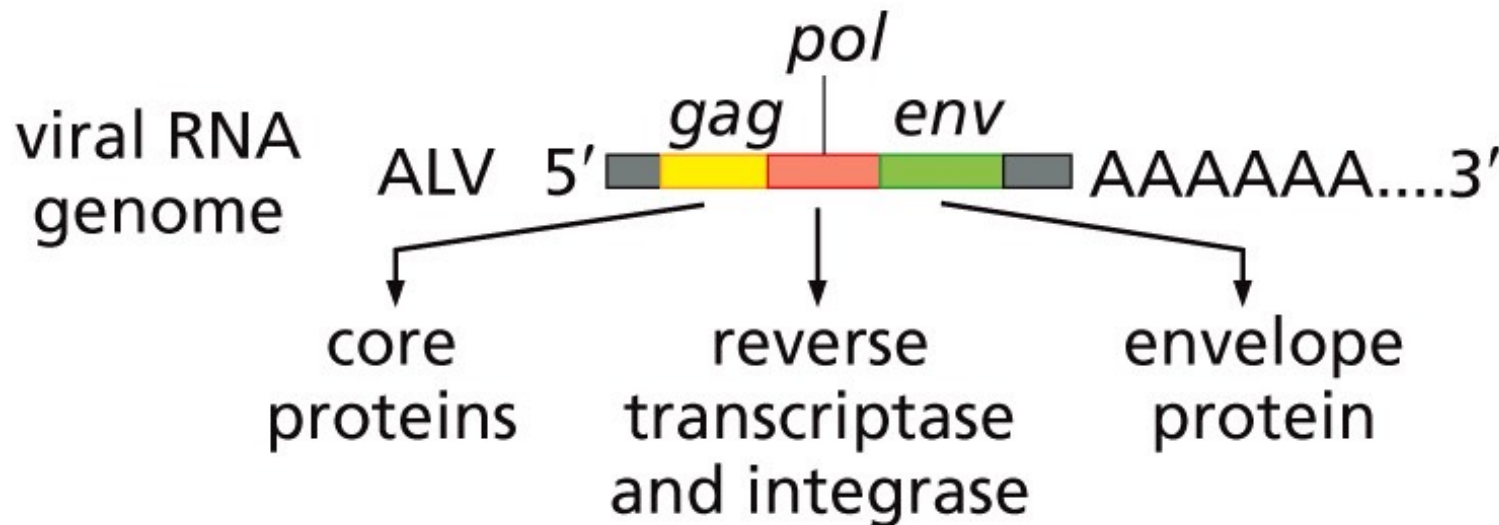 pol
gag env
viral RNA
genome
ALV 5′ AAAAAA....3′
core
proteins
reverse
transcriptase
and integrase
envelope
protein